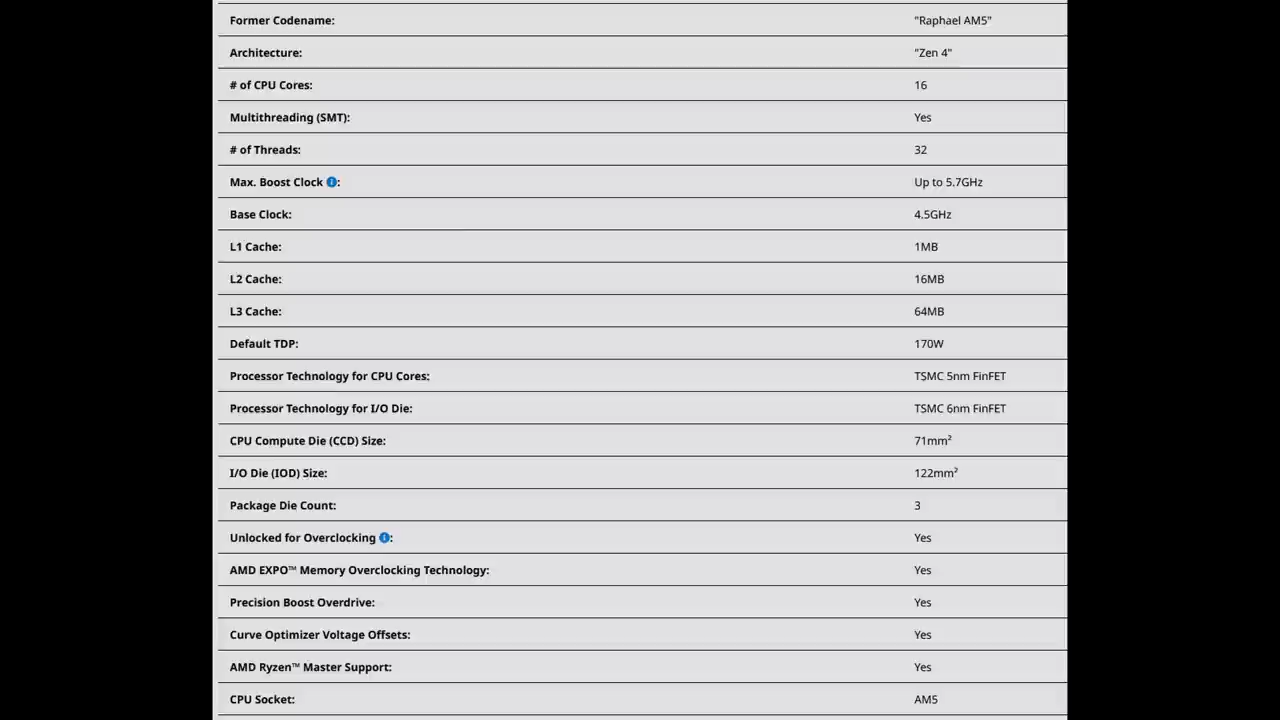 Former Codename: "Raphael AM5"
Architecture: "Zen 4"
# of CPU Cores: 16
Multithreading (SMT): Yes
# of Threads: 32
Max. Boost Clock i: Up to 5.7GHz
Base Clock: 4.5GHz
L1 Cache: 1MB
L2 Cache: 16MB
L3 Cache: 64MB
Default TDP: 170W
Processor Technology for CPU Cores: TSMC 5nm FinFET
Processor Technology for I/O Die: TSMC 6nm FinFET
CPU Compute Die (CCD) Size: 71mm²
I/O Die (IOD) Size: 122mm²
Package Die Count: 3
Unlocked for Overclocking i: Yes
AMD EXPO™ Memory Overclocking Technology: Yes
Precision Boost Overdrive: Yes
Curve Optimizer Voltage Offsets: Yes
AMD Ryzen™ Master Support: Yes
CPU Socket: AM5